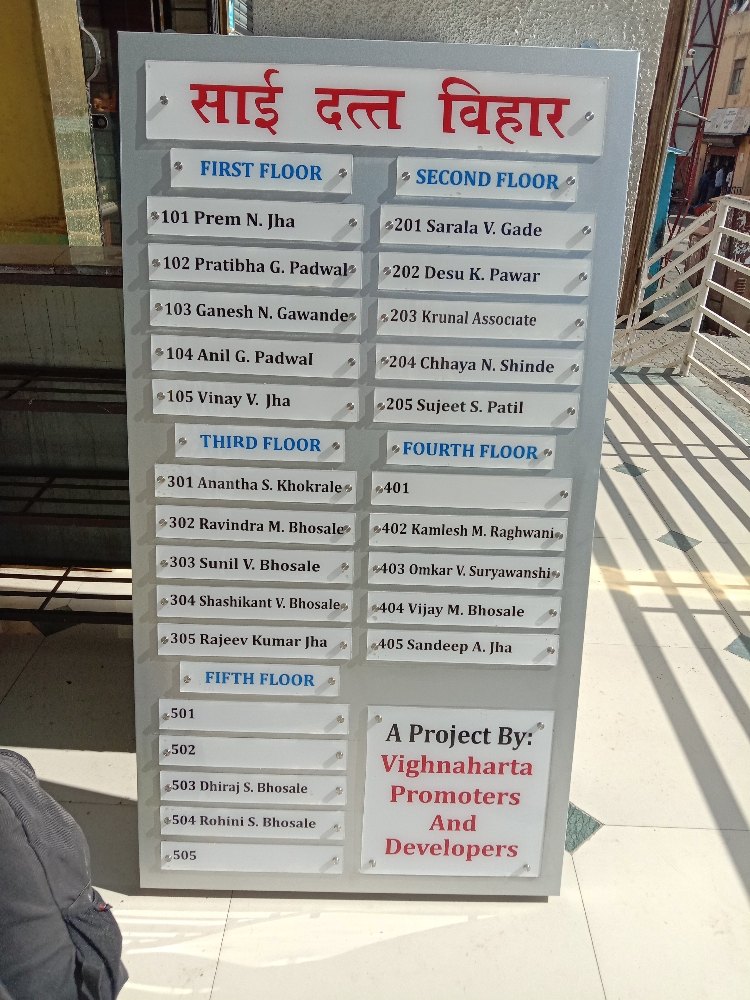 साई दत्त विहार
FIRST FLOOR
101 Prem N. Jha
102 Pratibha G. Padwal
103 Ganesh N. Gawande
104 Anil G. Padwal
105 Vinay V. Jha
SECOND FLOOR
201 Sarala V. Gade
202 Desu K. Pawar
203 Krunal Associate
204 Chhaya N. Shinde
205 Sujeet S. Patil
THIRD FLOOR
301 Anantha S. Khokrale
302 Ravindra M. Bhosale
303 Sunil V. Bhosale
304 Shashikant V. Bhosale
305 Rajeev Kumar Jha
FOURTH FLOOR
401
402 Kamlesh M. Raghwani
403 Omkar V. Suryawanshi
404 Vijay M. Bhosale
405 Sandeep A. Jha
FIFTH FLOOR
501
502
503 Dhiraj S. Bhosale
504 Rohini S. Bhosale
505
A Project By:
Vighnaharta
Promoters
And
Developers